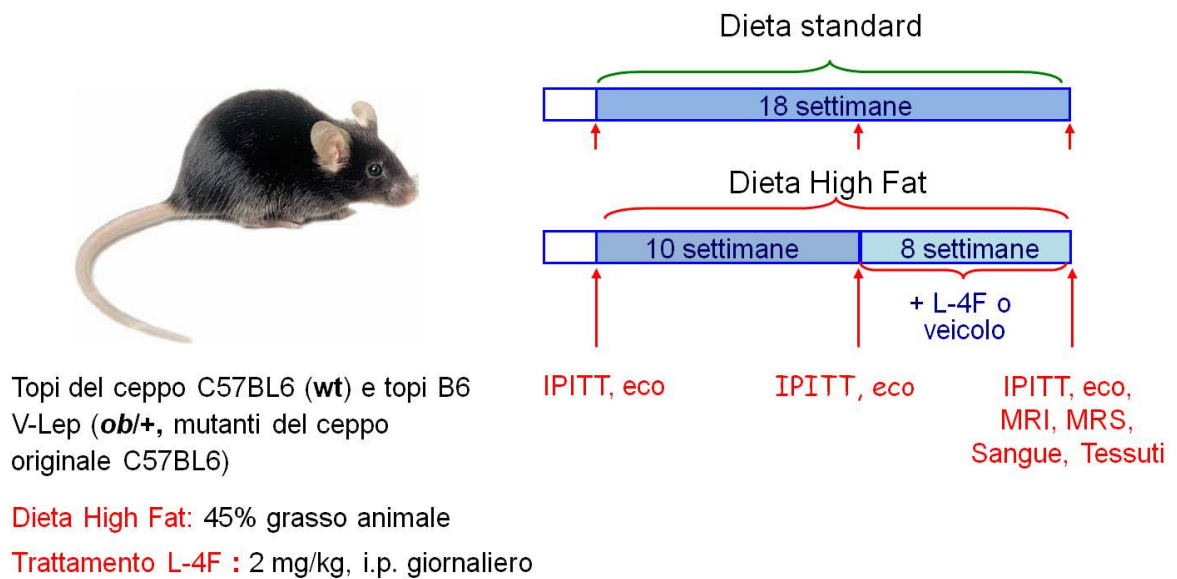 Dieta standard
18 settimane
Dieta High Fat
10 settimane
8 settimane
+ L-4F o
veicolo
IPITT, eco
IPITT, eco
IPITT, eco,
MRI, MRS,
Sangue, Tessuti
Topi del ceppo C57BL6 (wt) e topi B6
V-Lep (ob/+, mutanti del ceppo
originale C57BL6)
Dieta High Fat: 45% grasso animale
Trattamento L-4F : 2 mg/kg, i.p. giornaliero